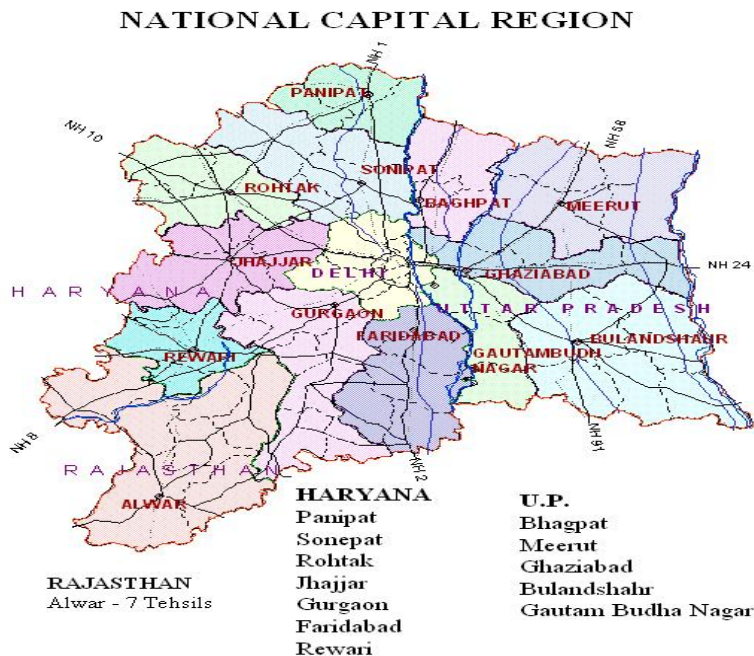 NATIONAL CAPITAL REGION
NH 1
PANIPAT
NH 10
NH 58
SONIPAT
ROHTAK
BAGHPAT
MEERUT
JHAJJAR
DELHI
GHAZIABAD
NH 24
HARYANA
UTTAR PRADESH
GURGAON
FARIDABAD
BULANDSHAHR
REWARI
GAUTAMBUDH
NAGAR
NH 8
NH 91
NH 2
RAJASTHAN
ALWAR
HARYANA
Panipat
Sonepat
Rohtak
Jhajjar
Gurgaon
Faridabad
Rewari
U.P.
Bhagpat
Meerut
Ghaziabad
Bulandshahr
Gautam Budha Nagar
RAJASTHAN
Alwar - 7 Tehsils